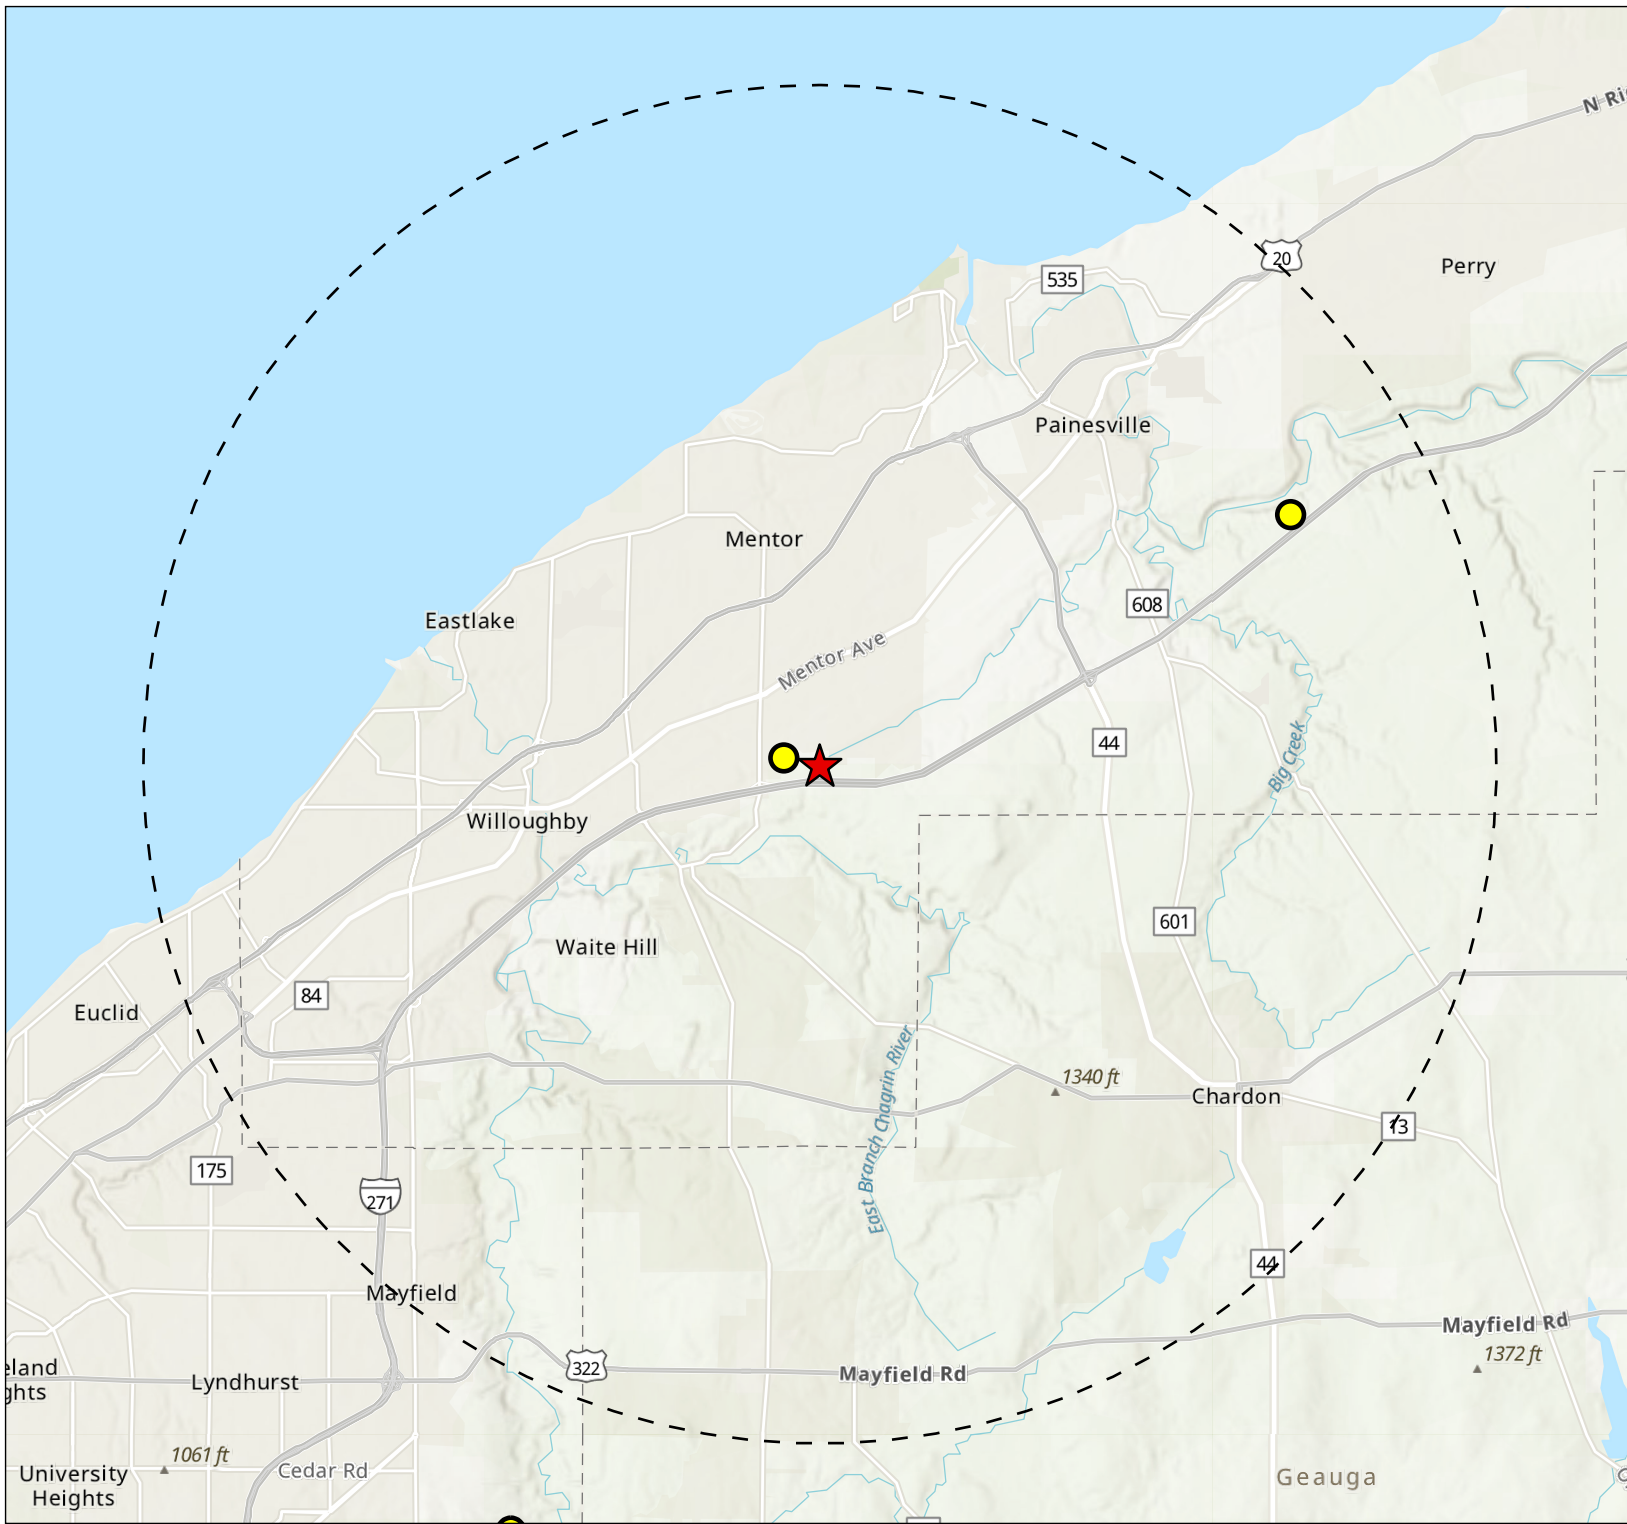 N Ri
20
535
Perry
Painesville
Mentor
608
Eastlake
Mentor Ave
44
Big Creek
Willoughby
601
Waite Hill
84
Euclid
East Branch Chagrin River
1340 ft
Chardon
13
175
271
44
Mayfield
Mayfield Rd
1372 ft
322
Mayfield Rd
eland
ghts
Lyndhurst
1061 ft
Cedar Rd
University
Heights
Geauga